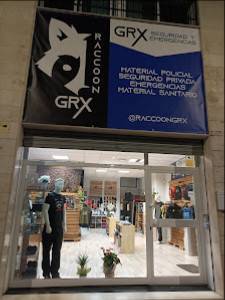 RACCOON
GRX
GRX SEGURIDAD Y
EMERGENCIAS
MATERIAL POLICIAL
SEGURIDAD PRIVADA
EMERGENCIAS
MATERIAL SANITARIO
@RACCOONGRX